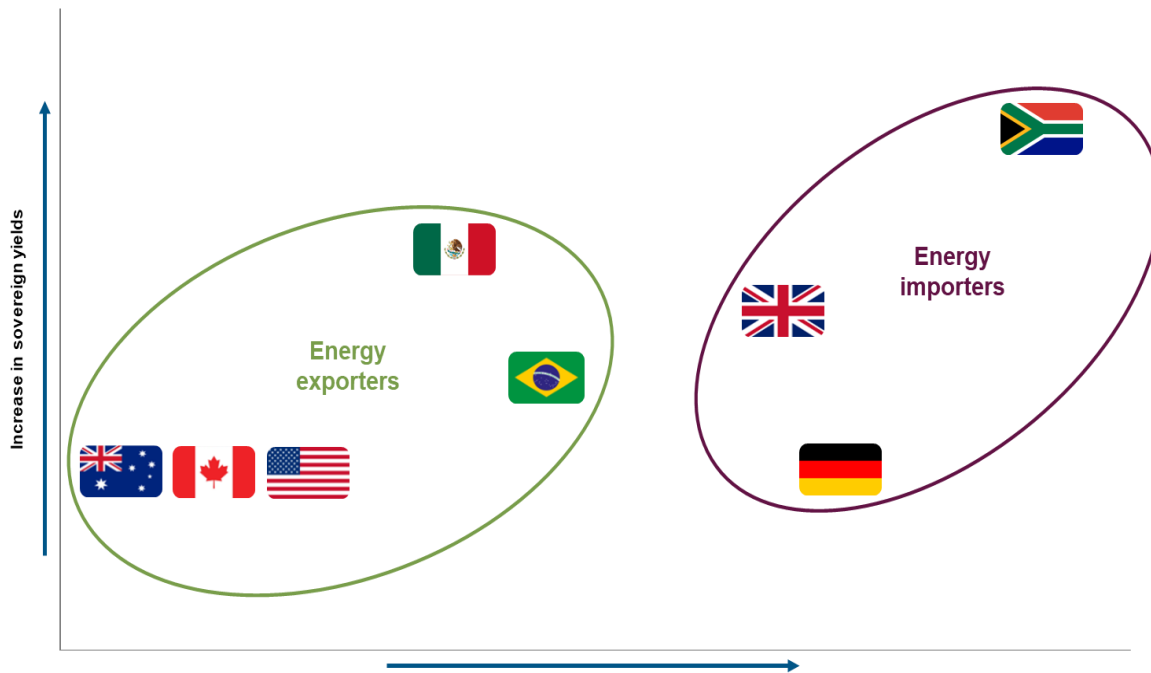 Increase in sovereign yields
Energy
exporters
Energy
importers